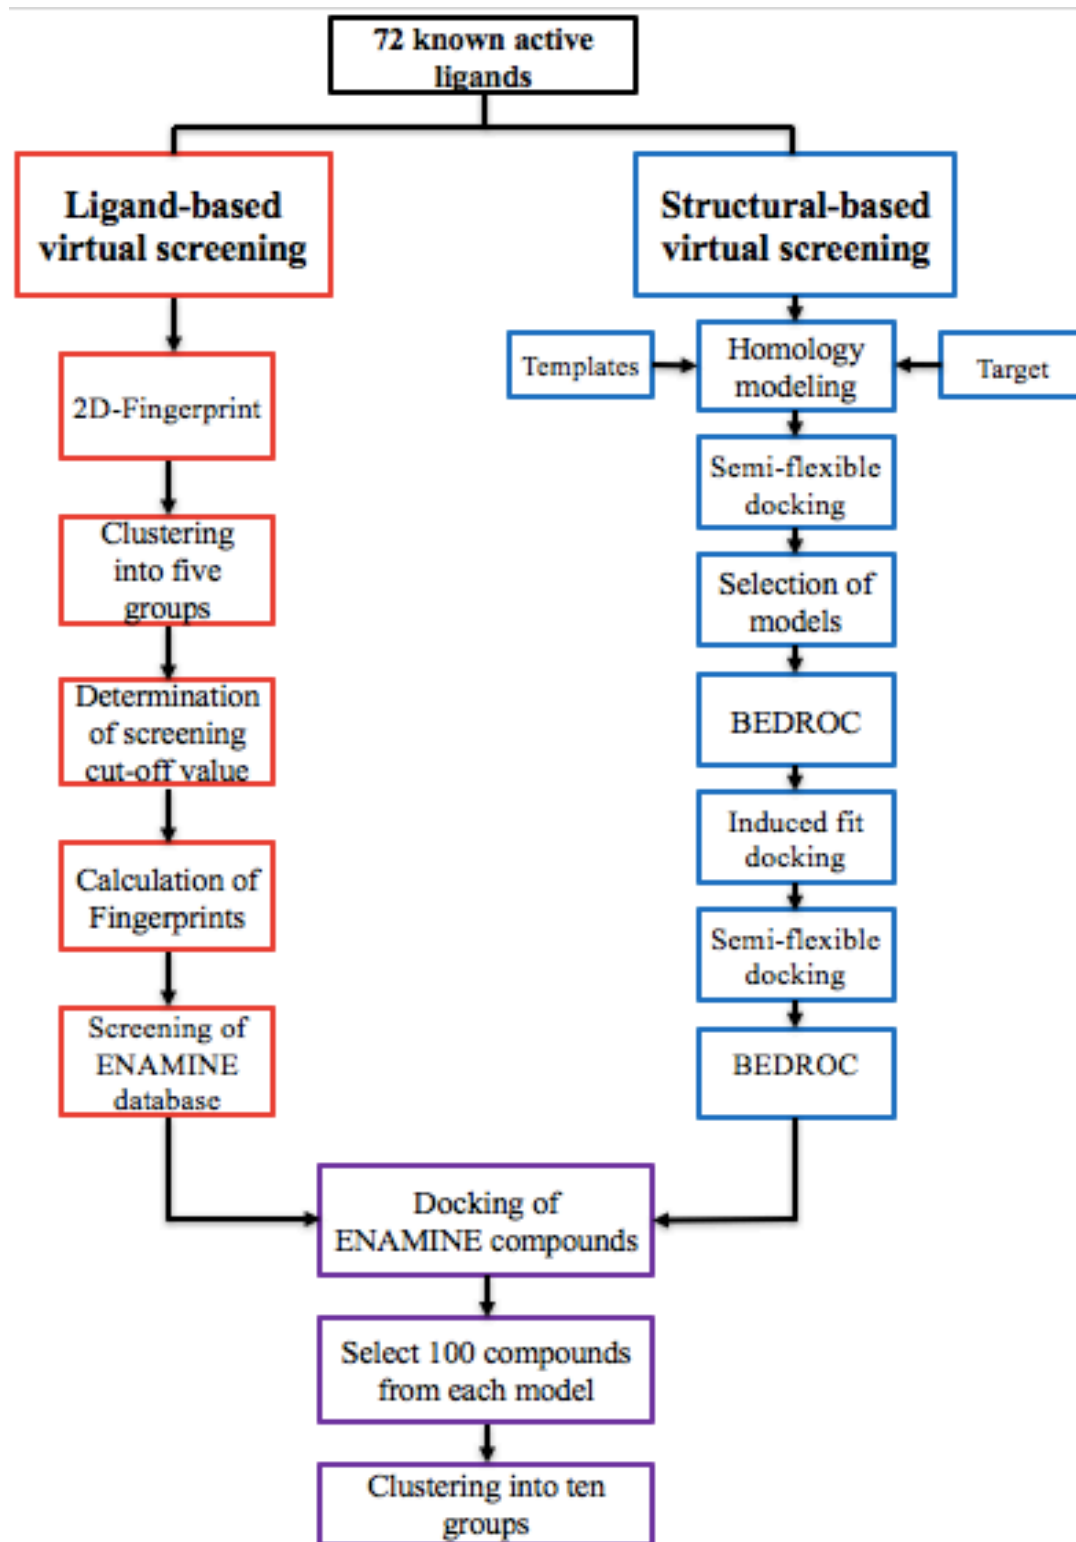 72 known active
ligands
Ligand-based
virtual screening
2D-Fingerprint
Clustering
into five
groups
Determination
of screening
cut-off value
Calculation of
Fingerprints
Screening of
ENAMINE
database
Structural-based
virtual screening
Templates
Homology
modeling
Target
Semi-flexible
docking
Selection of
models
BEDROC
Induced fit
docking
Semi-flexible
docking
BEDROC
Docking of
ENAMINE compounds
Select 100 compounds
from each model
Clustering into ten
groups